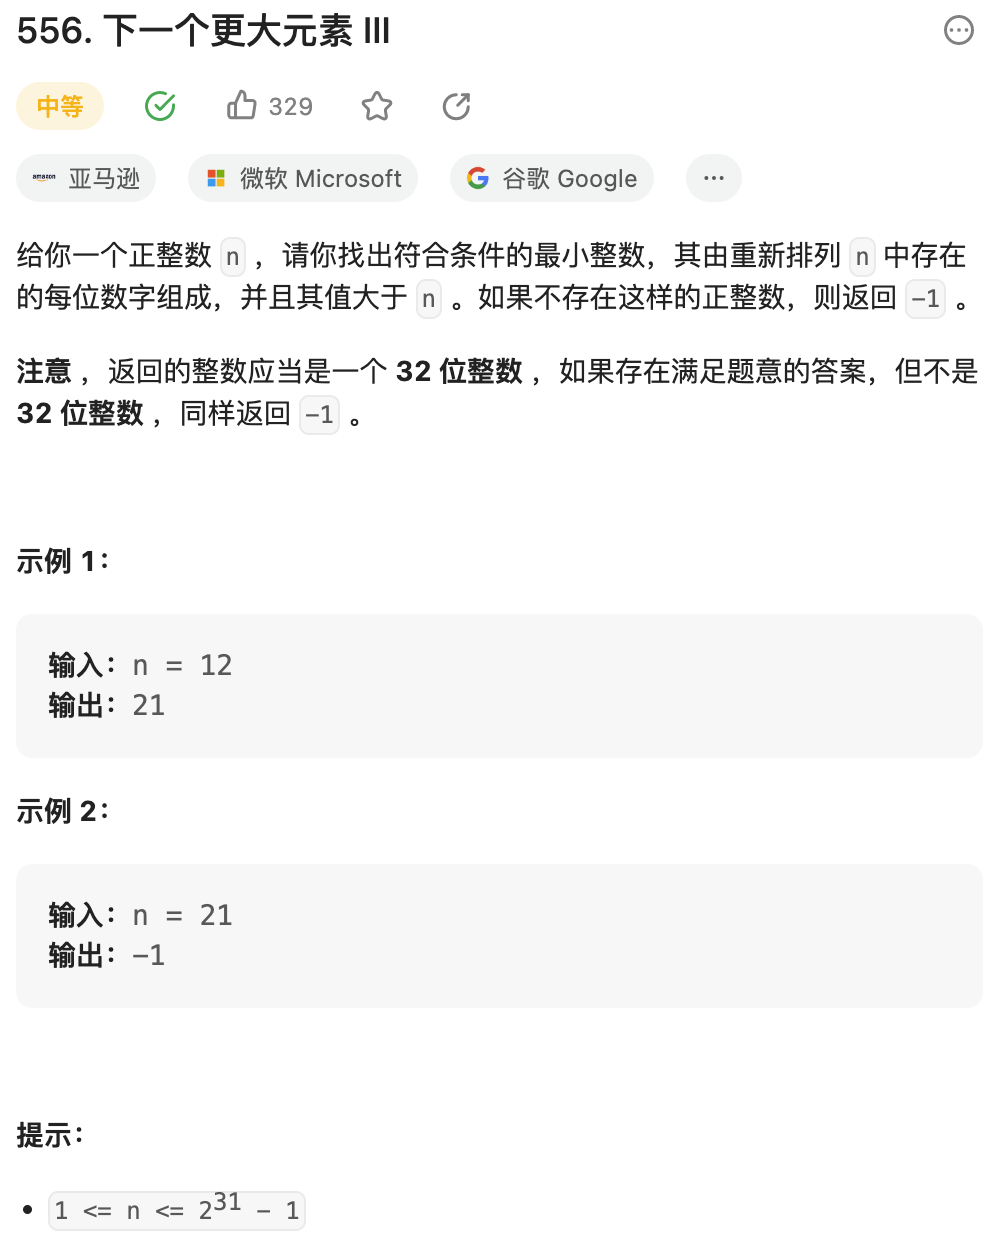 556. 下一个更大元素 III
中等 329
amazon 亚马逊 微软 Microsoft 谷歌 Google ...
给你一个正整数 n ，请你找出符合条件的最小整数，其由重新排列 n 中存在
的每位数字组成，并且其值大于 n 。如果不存在这样的正整数，则返回 -1 。
注意 ，返回的整数应当是一个 32 位整数 ，如果存在满足题意的答案，但不是
32 位整数 ，同样返回 -1 。
示例 1：
输入：n = 12
输出：21
示例 2：
输入：n = 21
输出：-1
提示：
• 1 <= n <= 2^31 - 1